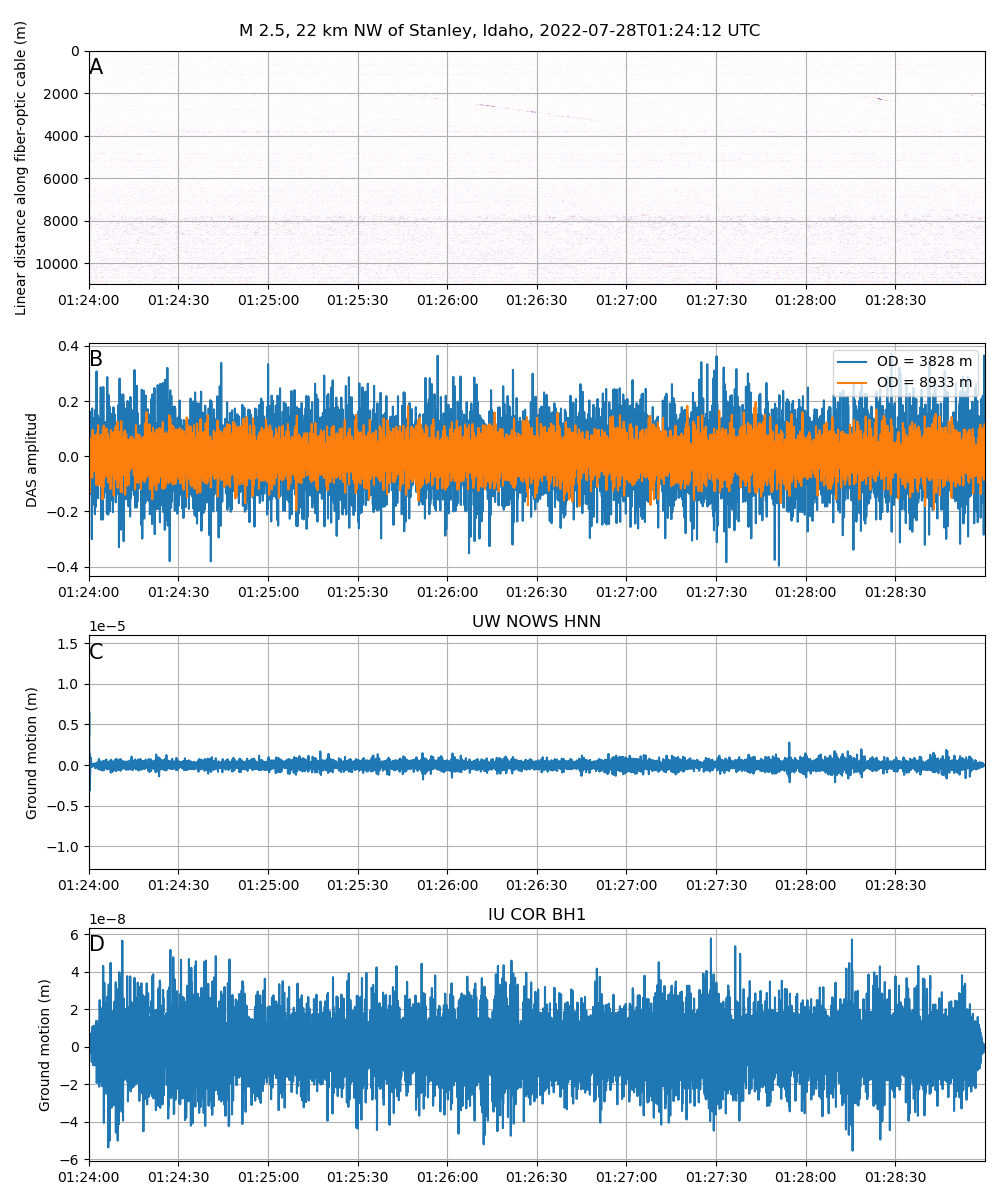 M 2.5, 22 km NW of Stanley, Idaho, 2022-07-28T01:24:12 UTC
A
Linear distance along fiber-optic cable (m)
0
2000
4000
6000
8000
10000
01:24:00 01:24:30 01:25:00 01:25:30 01:26:00 01:26:30 01:27:00 01:27:30 01:28:00 01:28:30
B
DAS amplitud
0.4
0.2
0.0
−0.2
−0.4
OD = 3828 m
OD = 8933 m
01:24:00 01:24:30 01:25:00 01:25:30 01:26:00 01:26:30 01:27:00 01:27:30 01:28:00 01:28:30
UW NOWS HNN
1e−5
C
Ground motion (m)
1.5
1.0
0.5
0.0
−0.5
−1.0
01:24:00 01:24:30 01:25:00 01:25:30 01:26:00 01:26:30 01:27:00 01:27:30 01:28:00 01:28:30
IU COR BH1
1e−8
D
Ground motion (m)
6
4
2
0
−2
−4
−6
01:24:00 01:24:30 01:25:00 01:25:30 01:26:00 01:26:30 01:27:00 01:27:30 01:28:00 01:28:30